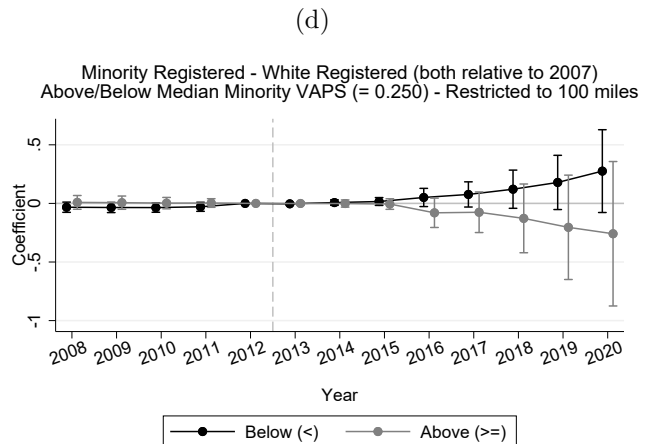 (d)
Minority Registered - White Registered (both relative to 2007)
Above/Below Median Minority VAPS (= 0.250) - Restricted to 100 miles
Coefficient
.5
0
-.5
-1
2008 2009 2010 2011 2012 2013 2014 2015 2016 2017 2018 2019 2020
Year
Below (<) Above (>=)